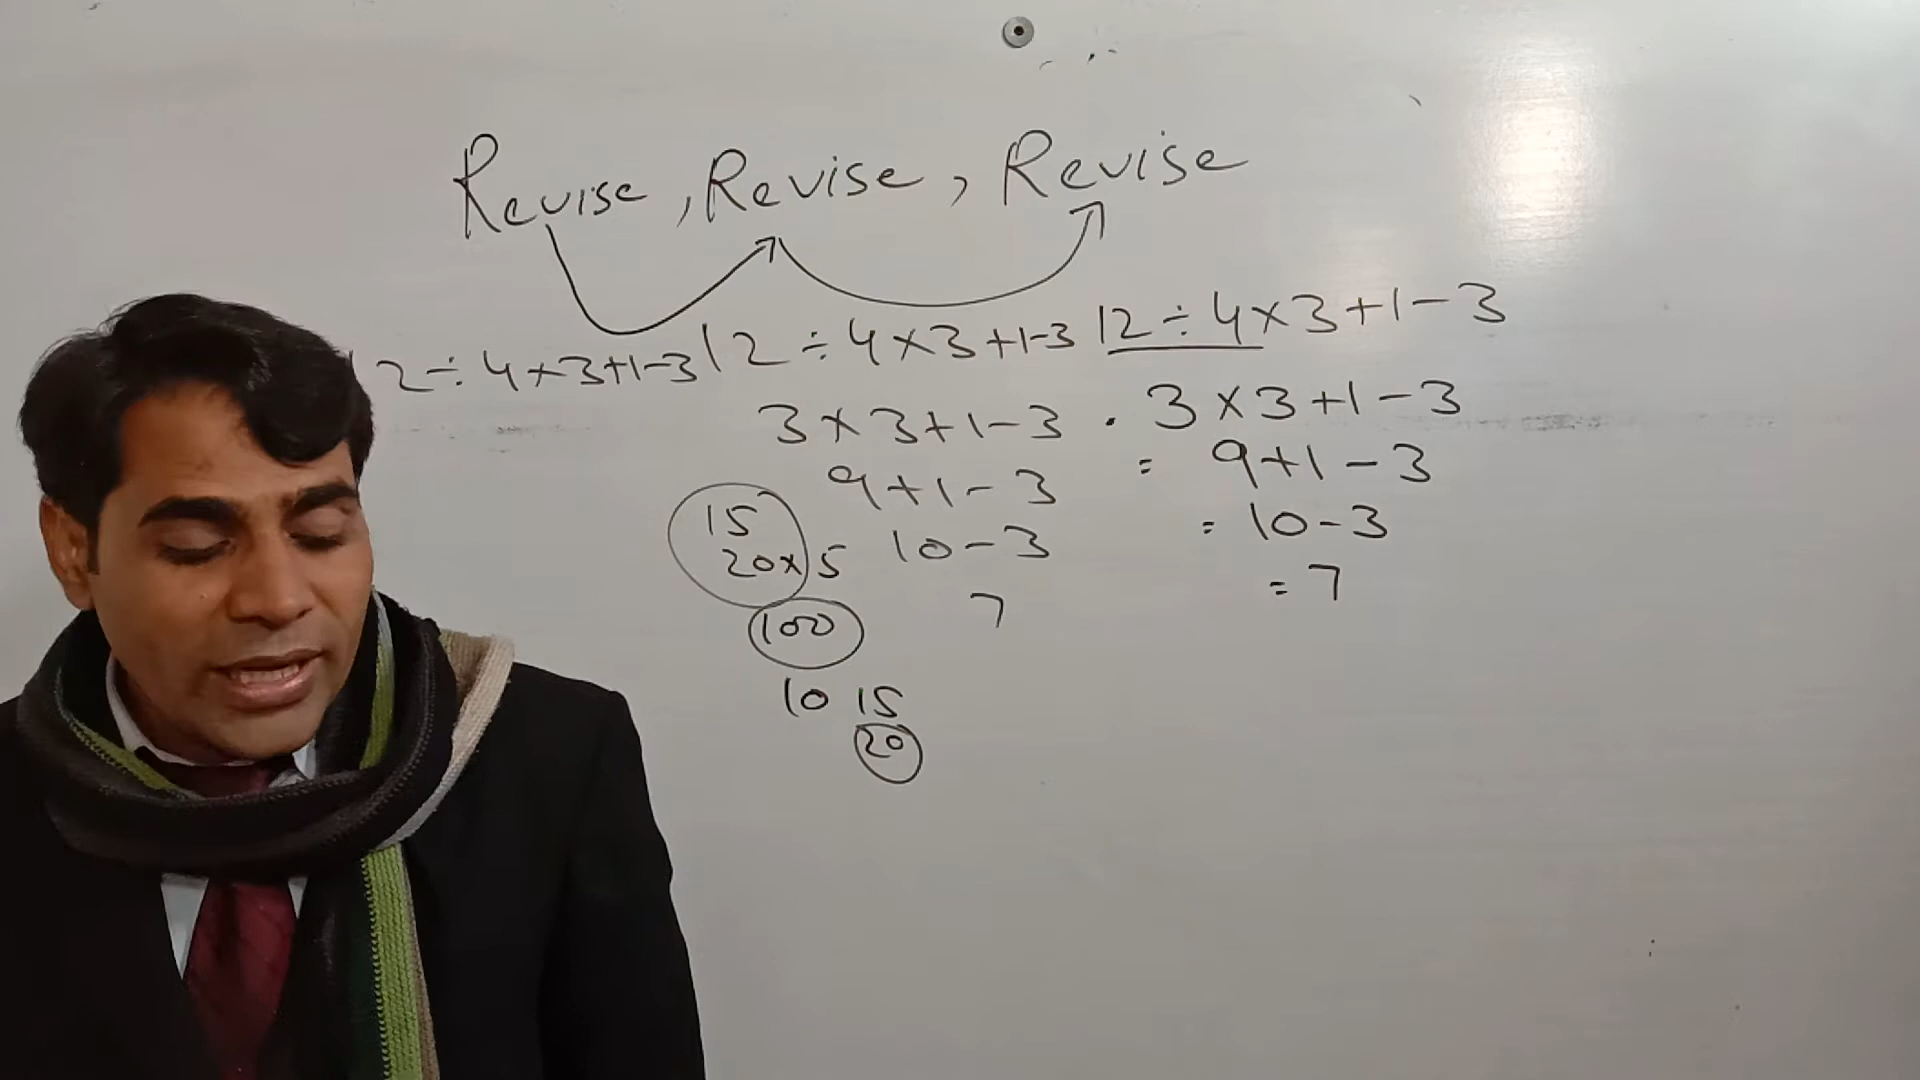 Revise, Revise, Revise
12÷4×3+1-3 12÷4×3+1-3 12÷4×3+1-3
3×3+1-3 . 3×3+1-3
9+1-3 = 9+1-3
15
20×5 10-3 = 10-3
100 7 = 7
10 15
20